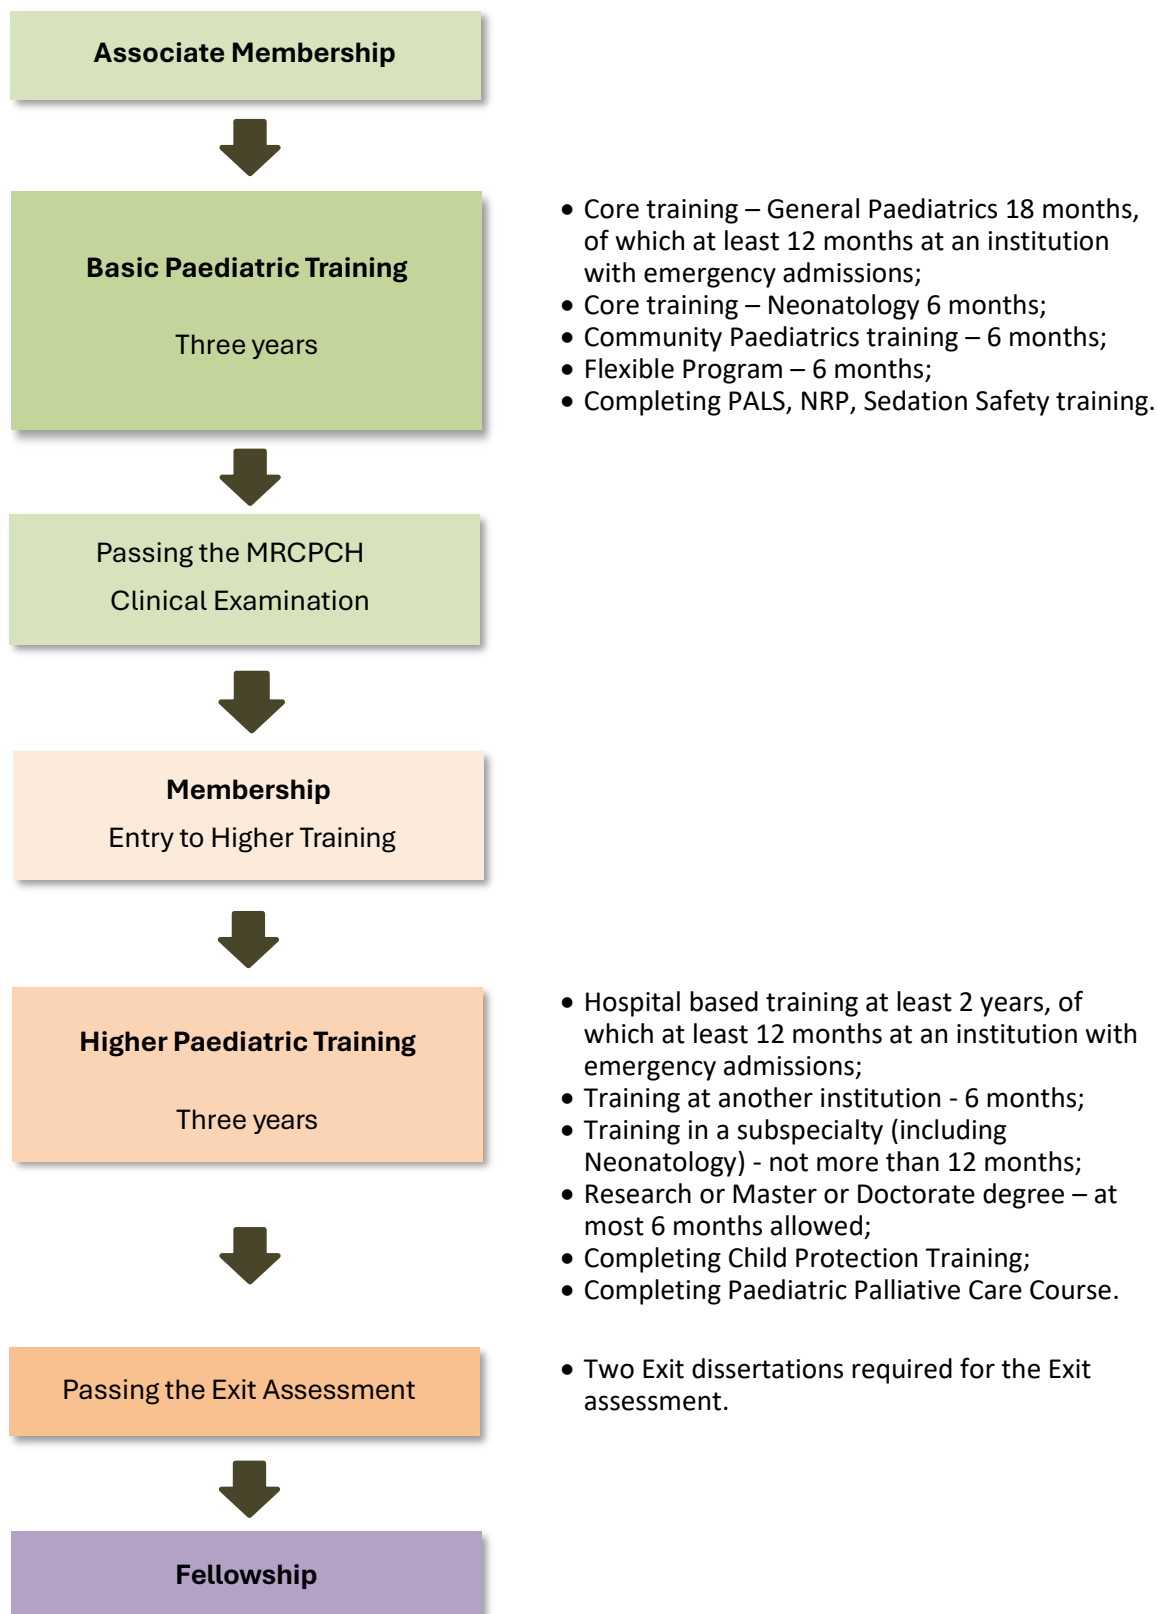 Associate Membership
Basic Paediatric Training
Three years
• Core training – General Paediatrics 18 months,
of which at least 12 months at an institution
with emergency admissions;
• Core training – Neonatology 6 months;
• Community Paediatrics training – 6 months;
• Flexible Program – 6 months;
• Completing PALS, NRP, Sedation Safety training.
Passing the MRCPCH
Clinical Examination
Membership
Entry to Higher Training
Higher Paediatric Training
Three years
• Hospital based training at least 2 years, of
which at least 12 months at an institution with
emergency admissions;
• Training at another institution - 6 months;
• Training in a subspecialty (including
Neonatology) - not more than 12 months;
• Research or Master or Doctorate degree – at
most 6 months allowed;
• Completing Child Protection Training;
• Completing Paediatric Palliative Care Course.
Passing the Exit Assessment
• Two Exit dissertations required for the Exit
assessment.
Fellowship